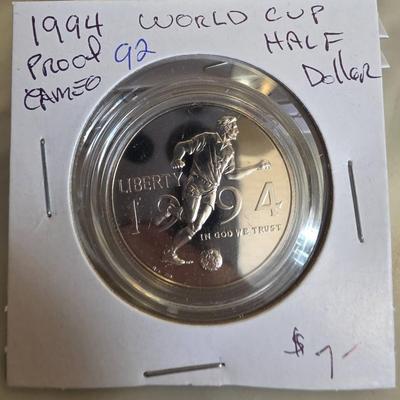 1994 WORLD CUP
Proof 92 HALF
CAMEO Dollar
LIBERTY
1994
IN GOD WE TRUST
$ 7-